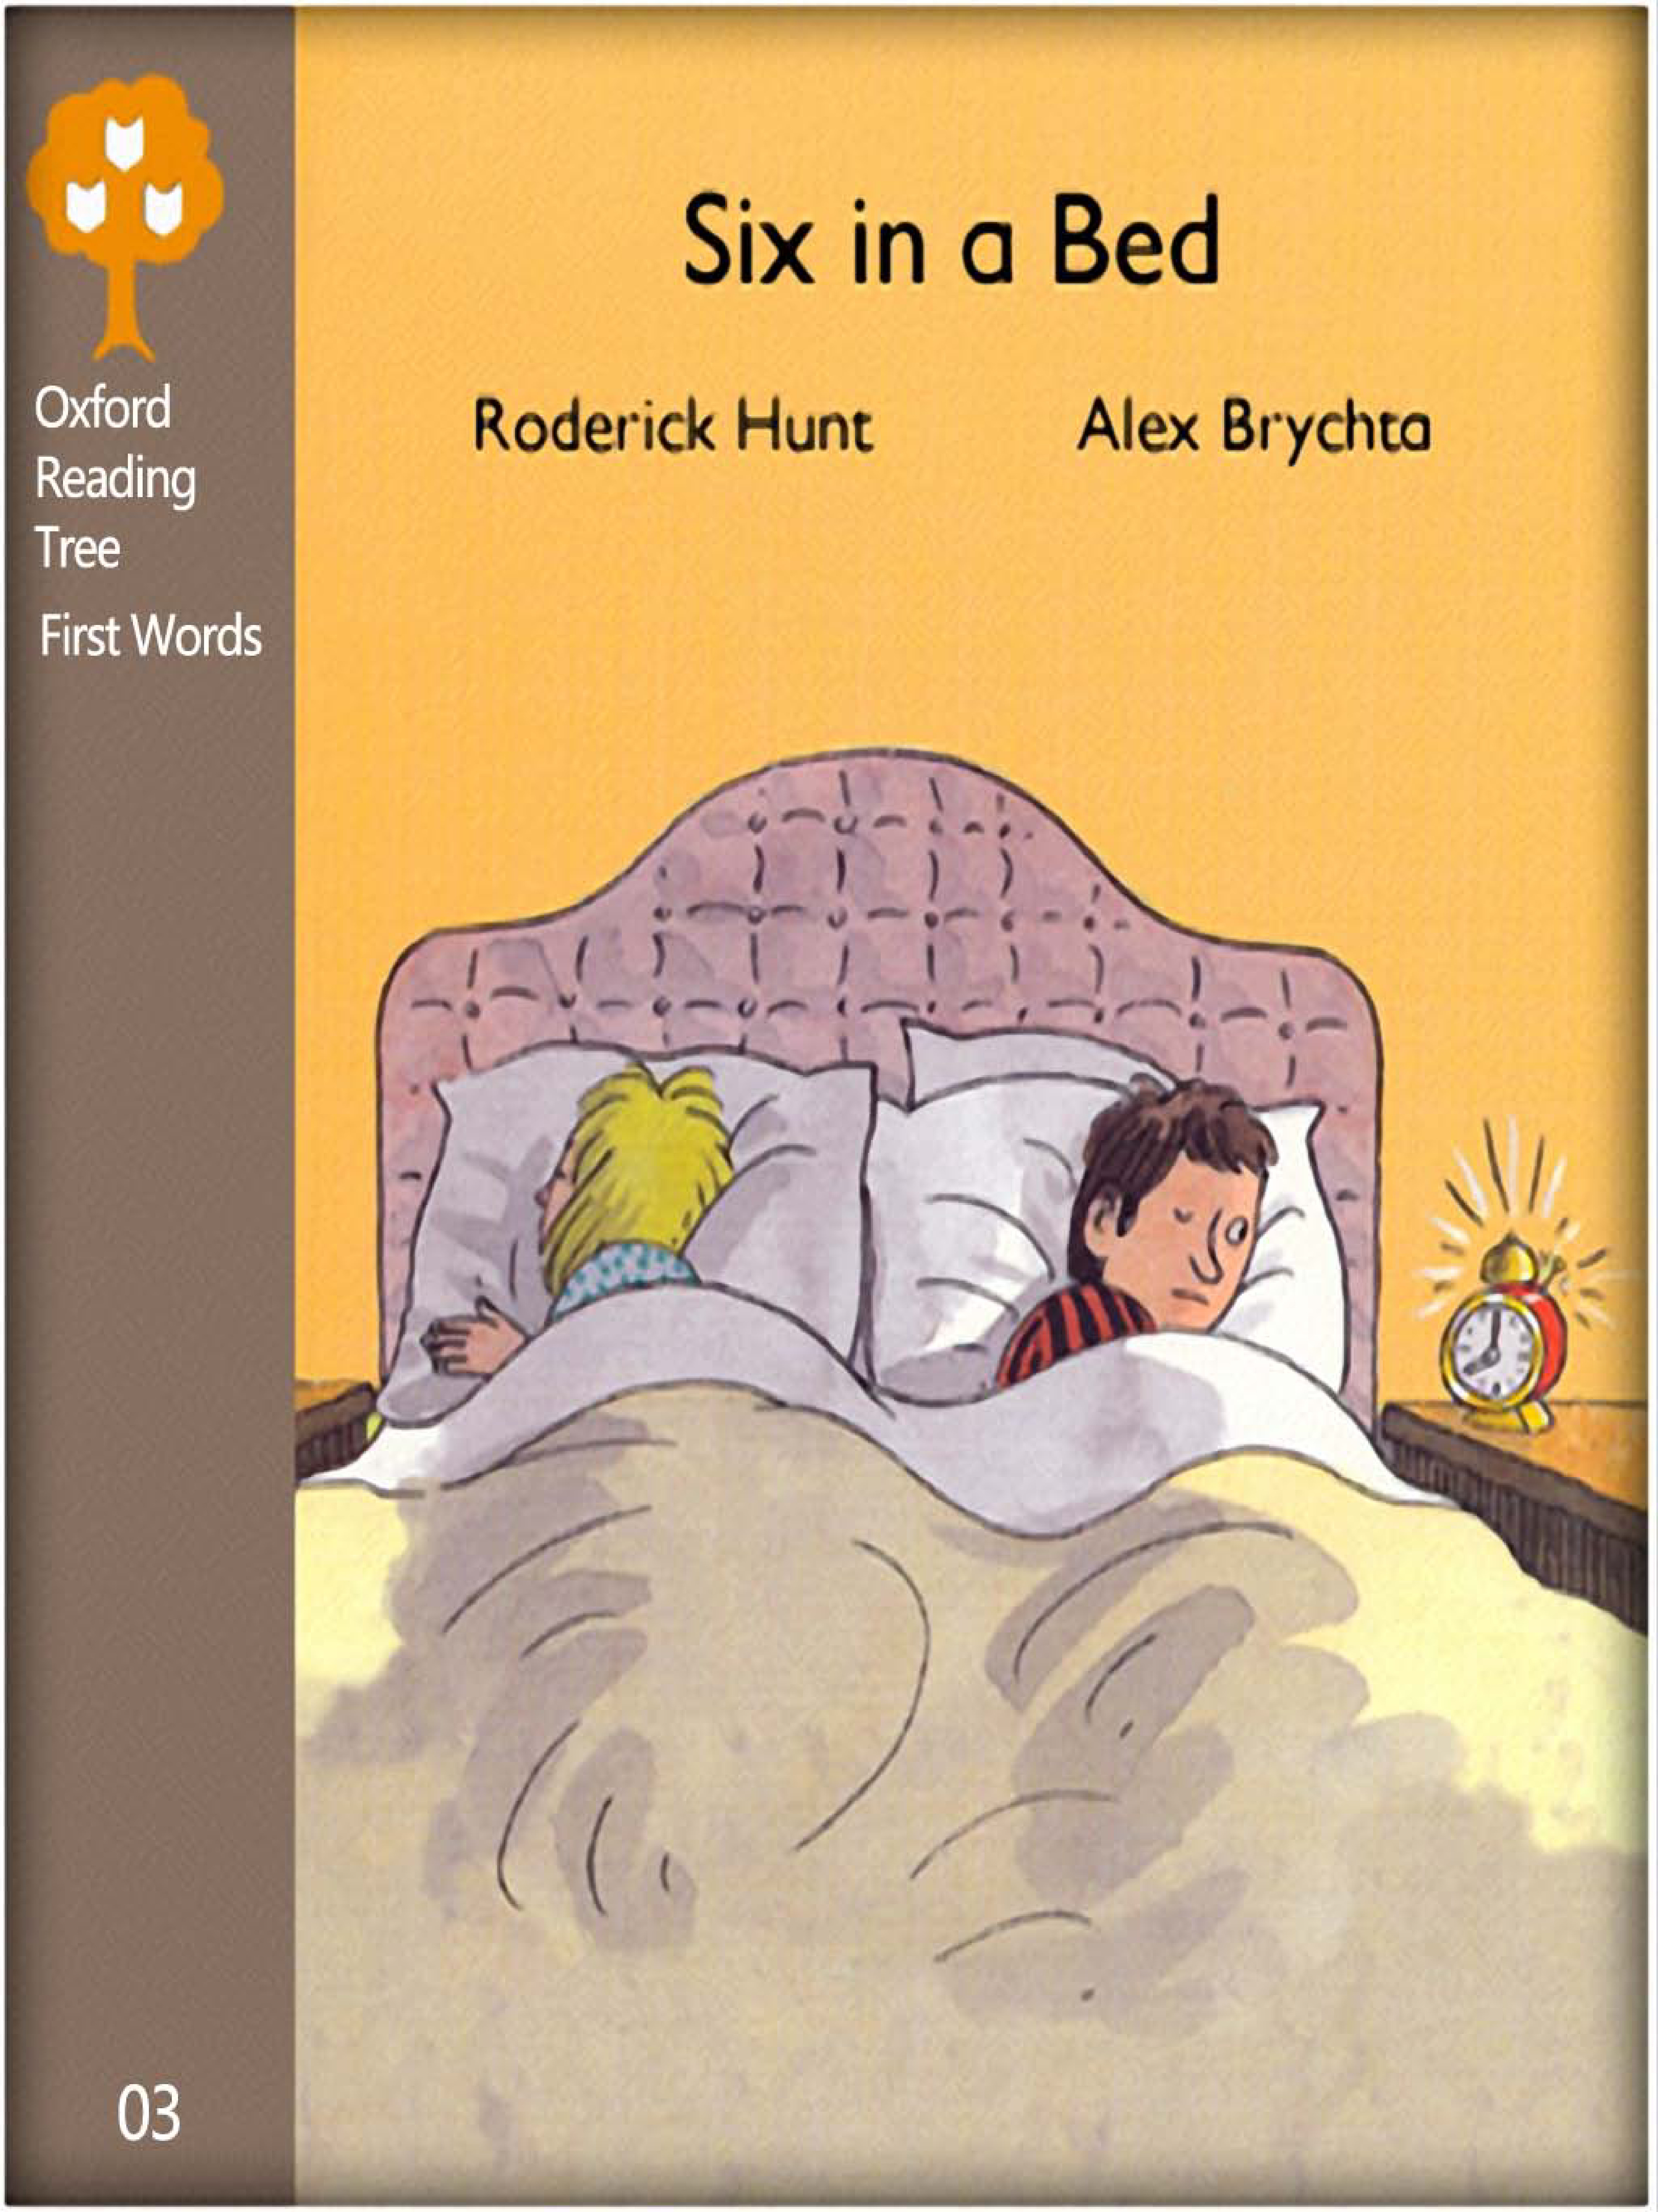 Six in a Bed
Roderick Hunt Alex Brychta
Oxford
Reading
Tree
First Words
03